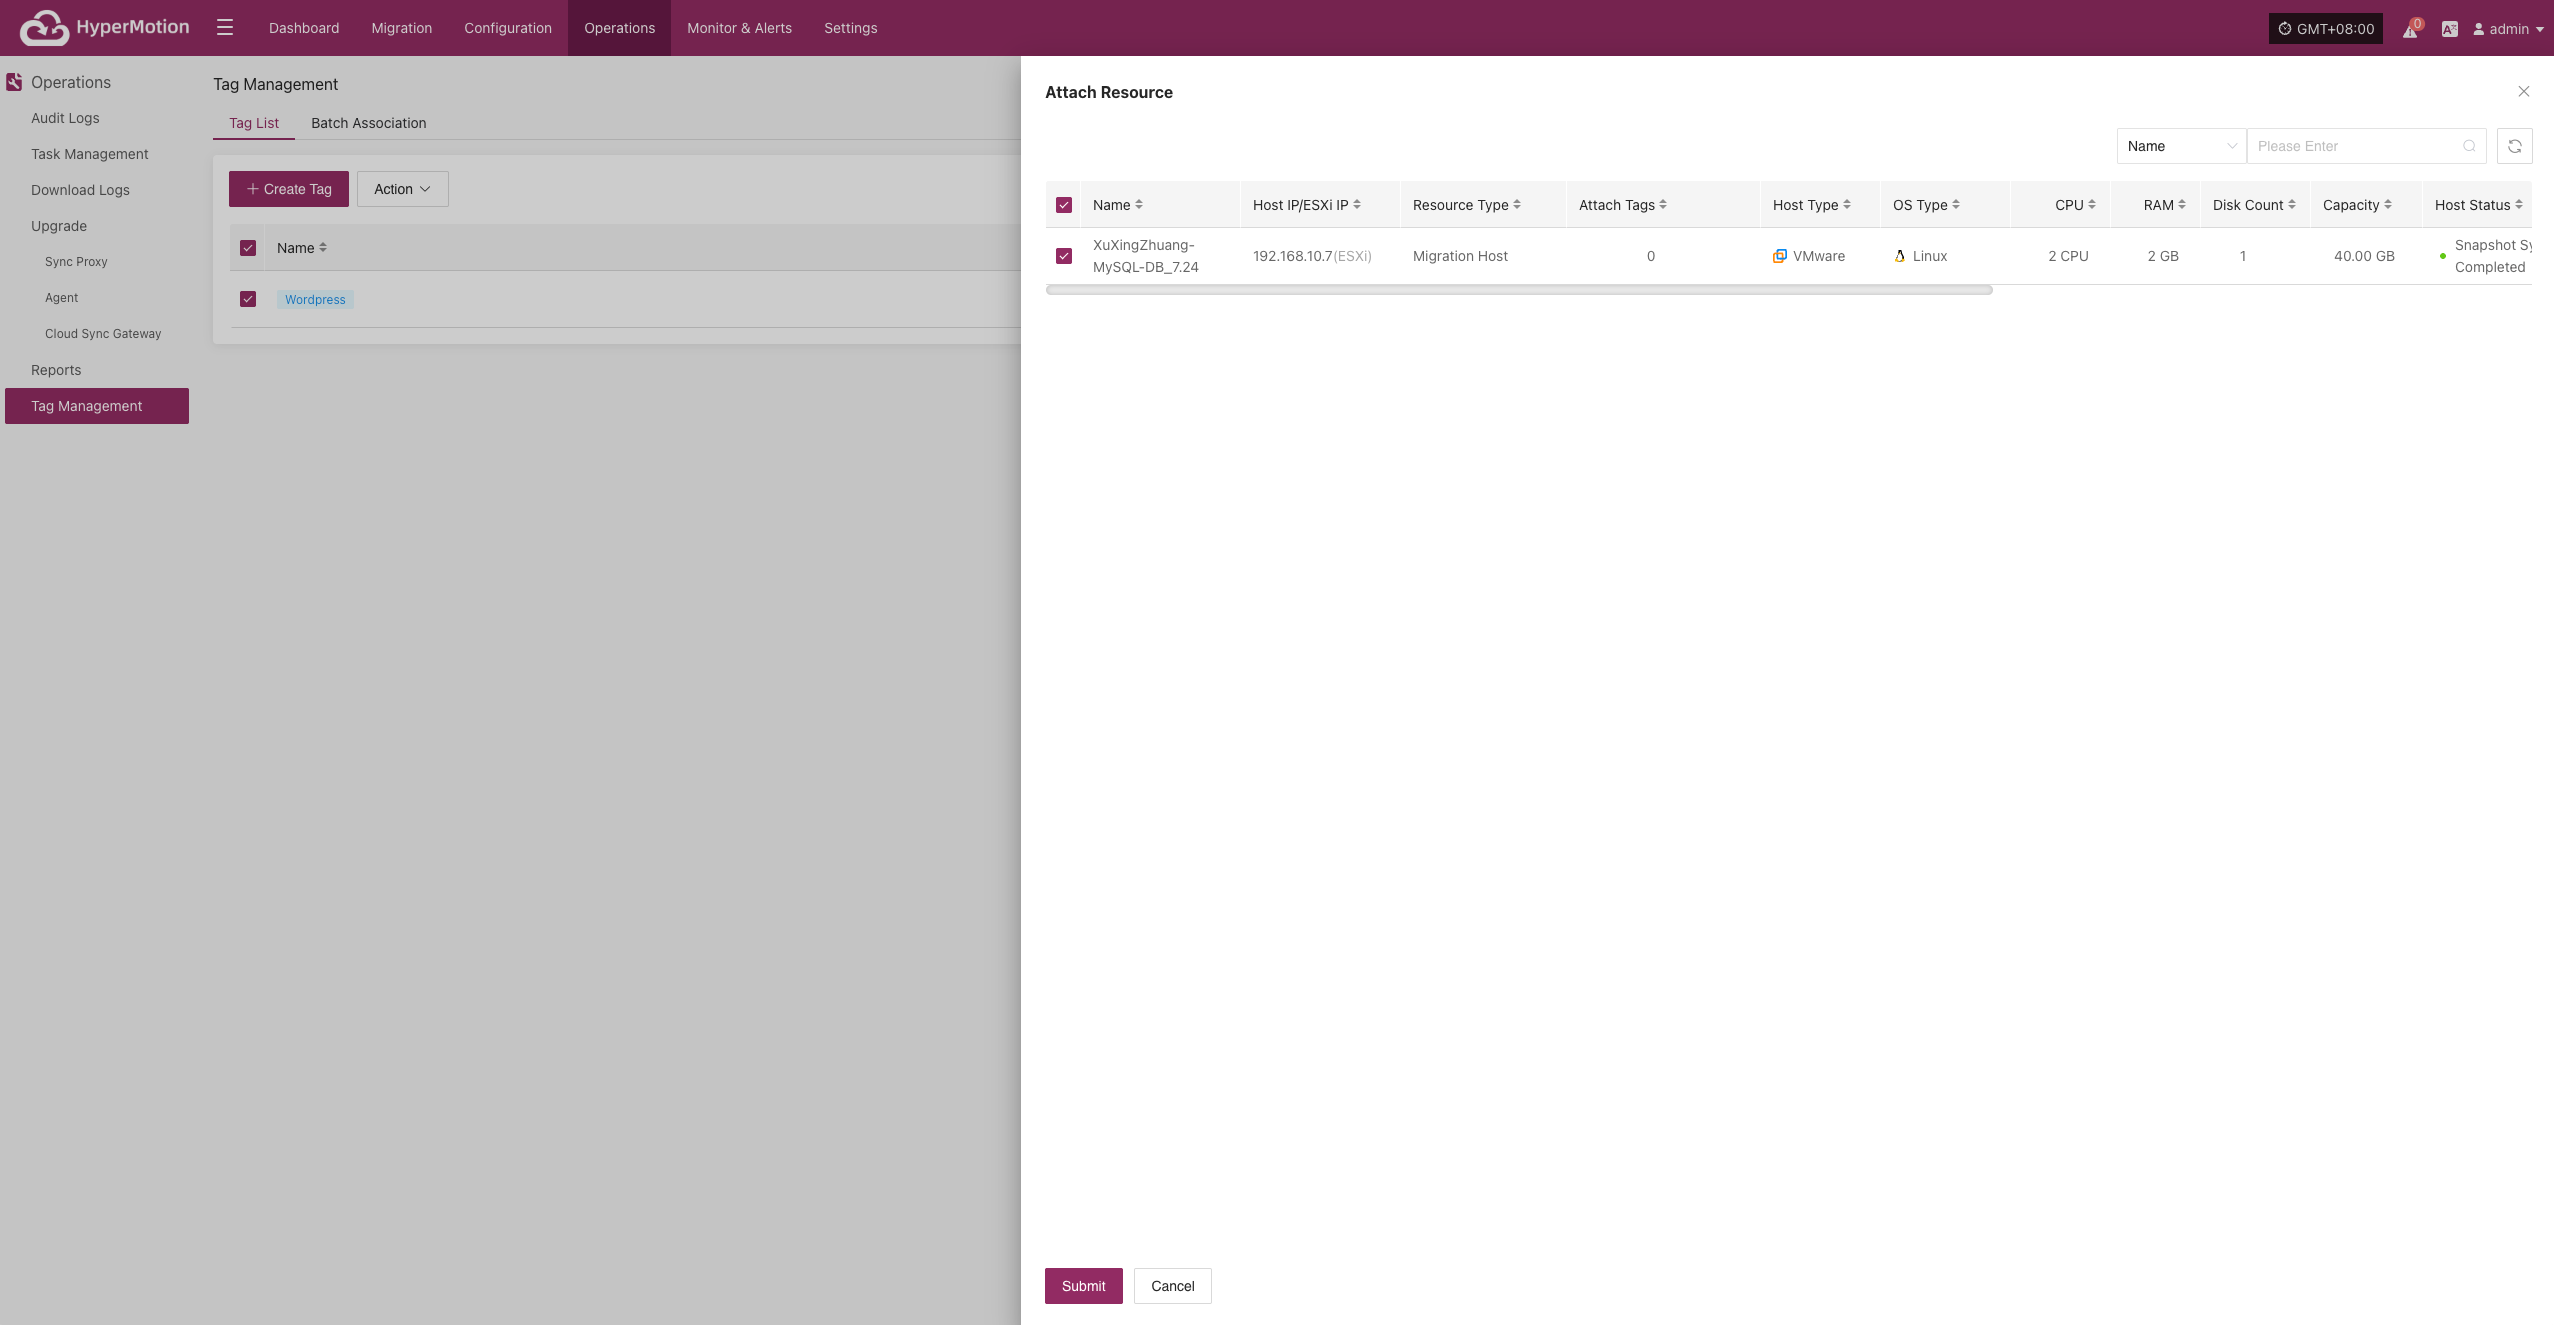 HyperMotion
Dashboard
Migration
Configuration
Operations
Monitor & Alerts
Settings
GMT+08:00
0
admin
Operations
Audit Logs
Task Management
Download Logs
Upgrade
Sync Proxy
Agent
Cloud Sync Gateway
Reports
Tag Management
Tag Management
Tag List
Batch Association
Create Tag
Action
Name
Wordpress
Attach Resource
Name
Please Enter
Name Host IP/ESXi IP Resource Type Attach Tags Host Type OS Type CPU RAM Disk Count Capacity Host Status
XuXingZhuang-
MySQL-DB_7.24
192.168.10.7(ESXi)
Migration Host
0
VMware
Linux
2 CPU
2 GB
1
40.00 GB
Snapshot Sy
Completed
Submit
Cancel